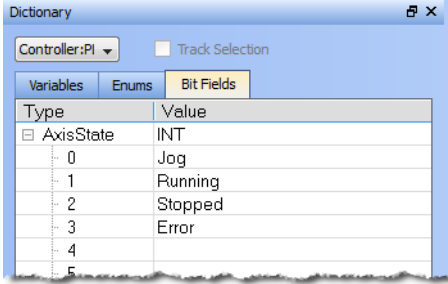 Dictionary
Controller:PI Track Selection
Variables Enums Bit Fields
Type Value
AxisState INT
0 Jog
1 Running
2 Stopped
3 Error
4
5